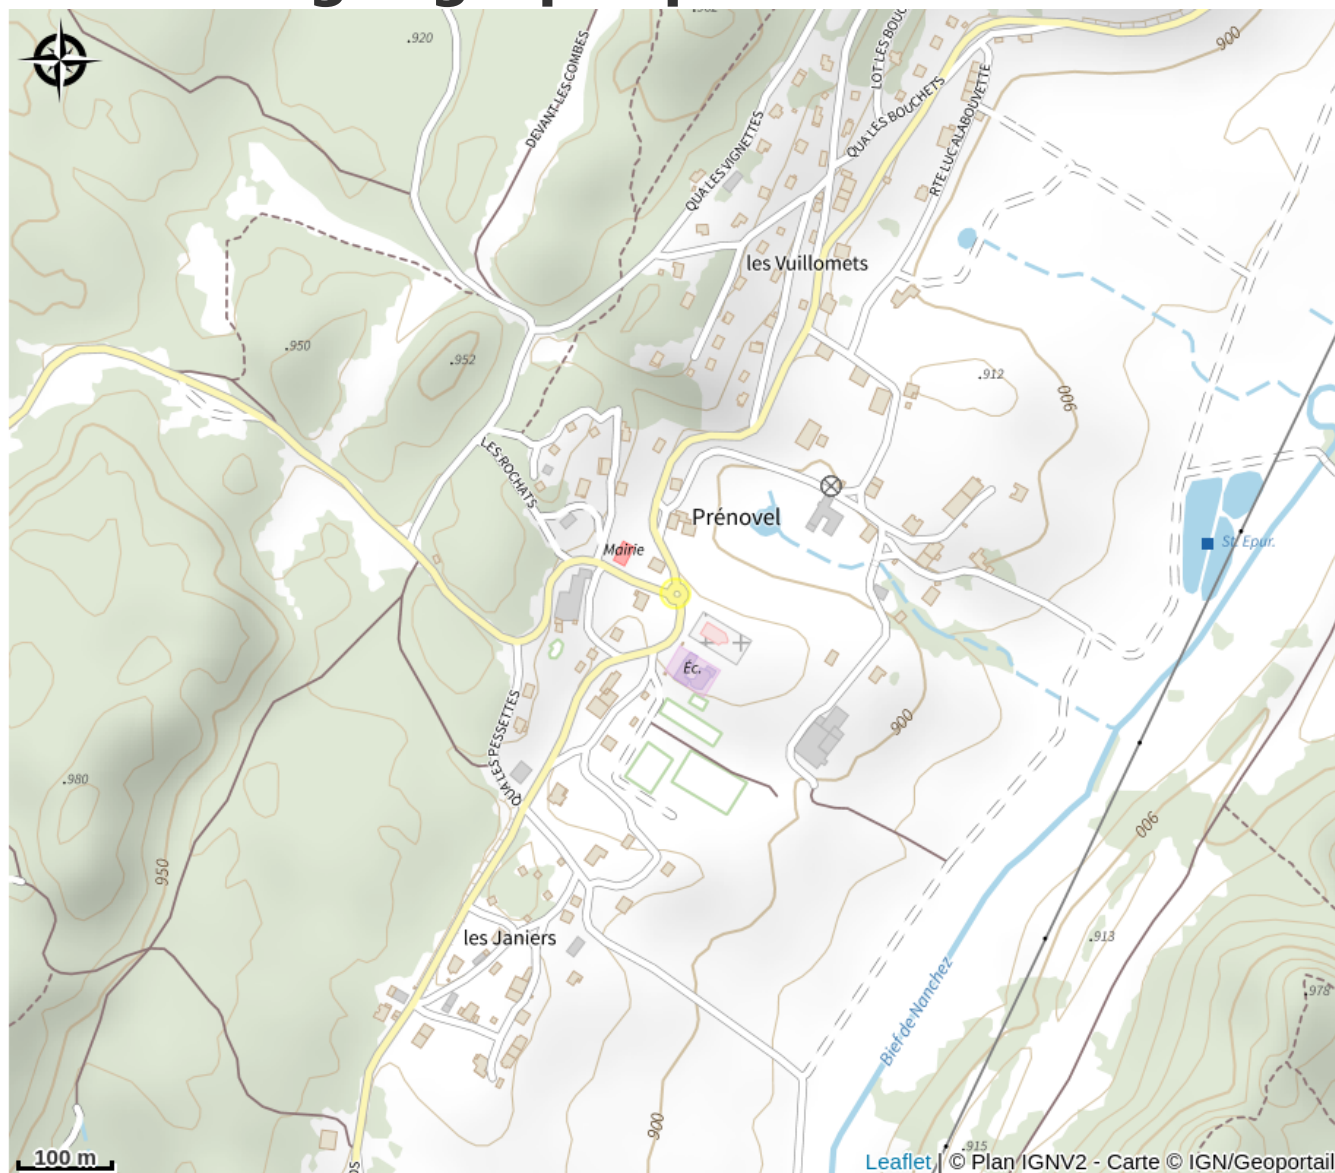 920
DEVANT-LES-COMBES
LOT LES BOUC
900
QUA LES BOUCHETS
QUA LES VIGNETTES
RTE LUC ALABOUVETTE
les Vuillomets
950
952
912
900
LES ROCHATS
Prénovel
Mairie
St. Epur.
Éc.
QUA LES PESSETTES
900
980
950
900
les Janiers
913
Bief de Nanchez
978
900
915
100 m
Leaflet | © Plan IGNV2 - Carte © IGN/Geoportail